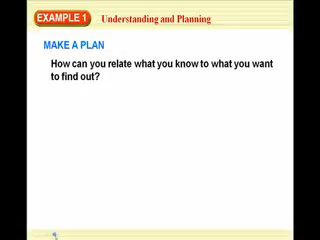 EXAMPLE 1 Understanding and Planning
MAKE A PLAN
How can you relate what you know to what you want
to find out?